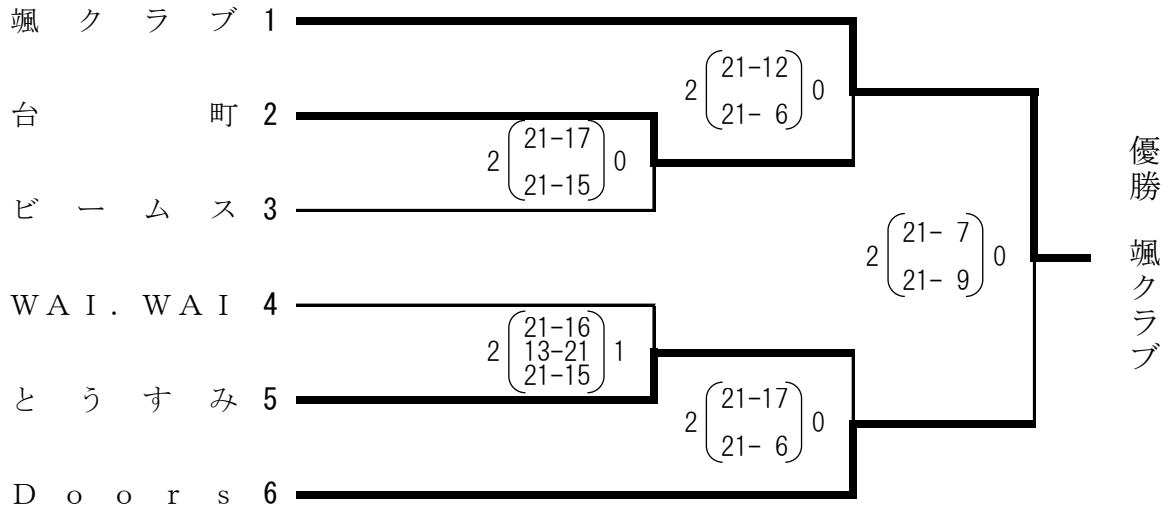 颯クラブ 1
台町 2
ビームス 3
WAI.WAI 4
とうすみ 5
Doors 6
2 21-17 0
21-15
2 21-16 1
13-21
21-15
2 21-12 0
21- 6
2 21-17 0
21- 6
2 21- 7 0
21- 9
優勝 颯クラブ